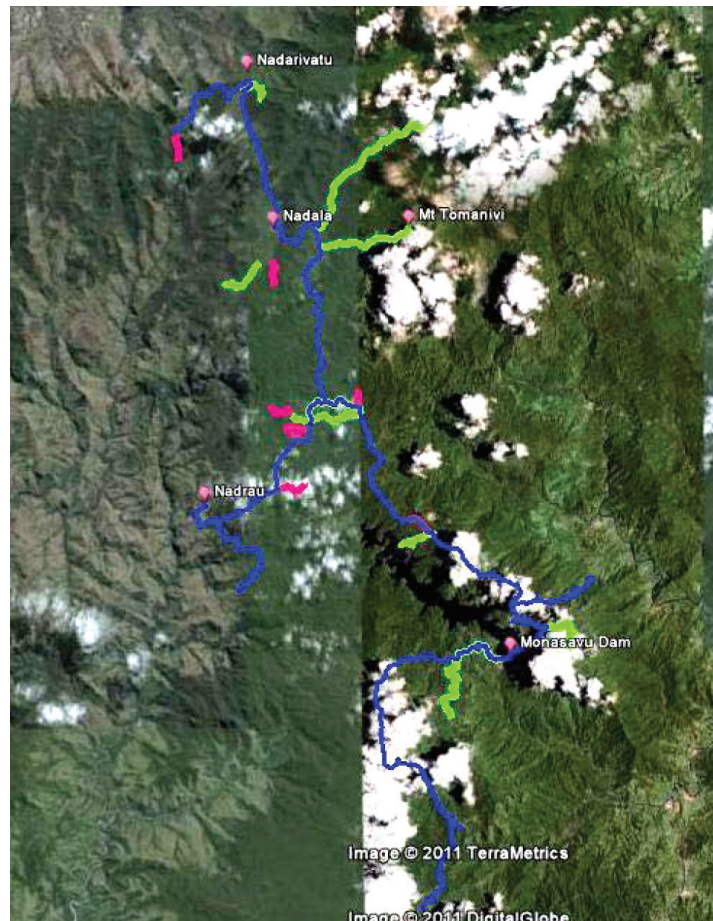 Nadarivatu
Nadala
Mt Tomanivi
Nadrau
Monasavu Dam
Image © 2011 TerraMetrics
Image © 2011 DigitalGlobe